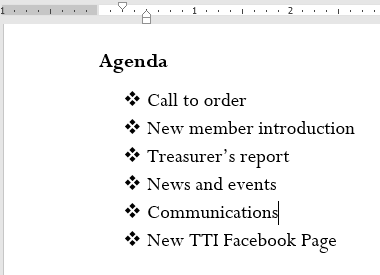 1 1 2
Agenda
❖ Call to order
❖ New member introduction
❖ Treasurer’s report
❖ News and events
❖ Communications
❖ New TTI Facebook Page